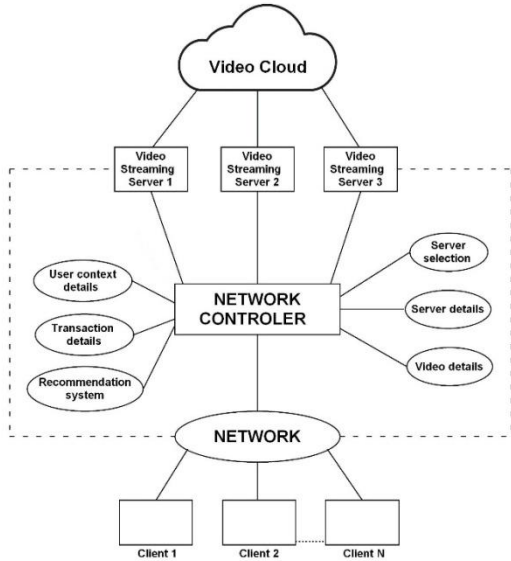 Video Cloud
Video
Streaming
Server 1
Video
Streaming
Server 2
Video
Streaming
Server 3
User context
details
Transaction
details
Recommendation
system
NETWORK
CONTROLER
Server
selection
Server details
Video details
NETWORK
Client 1
Client 2
Client N